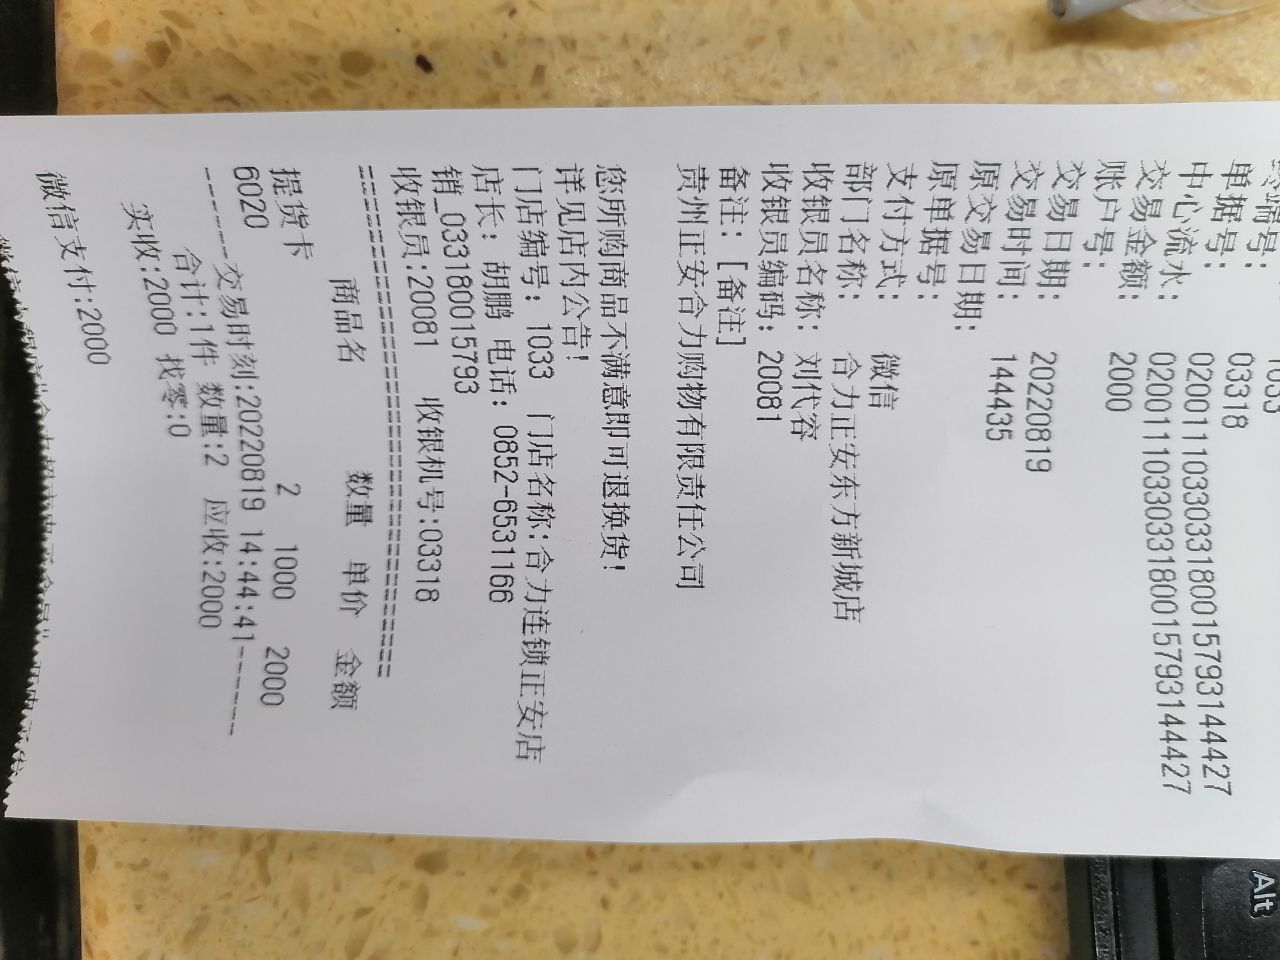 终端号: 1033
单据号: 03318
中心流水: 0200111033033180015793144427
0200111033033180015793144427
交易金额: 2000
账户号:
交易日期: 20220819
交易时间: 144435
原交易日期:
原单据号:
支付方式: 微信
部门名称: 合力正安东方新城店
收银员名称: 刘代容
收银员编码: 20081
备注: [备注]
贵州正安合力购物有限责任公司
您所购商品不满意即可退换货!
详见店内公告!
门店编号: 1033 门店名称:合力连锁正安店
店长: 胡鹏 电话: 0852-6531166
销_0331800157​93
收银员:20081 收银机号:03318
商品名 数量 单价 金额
提货卡 2 1000 2000
6020
------交易时刻:20220819 14:44:41------
合计:1件 数量:2 应收:2000
实收:2000 找零:0
微信支付:2000
Alt